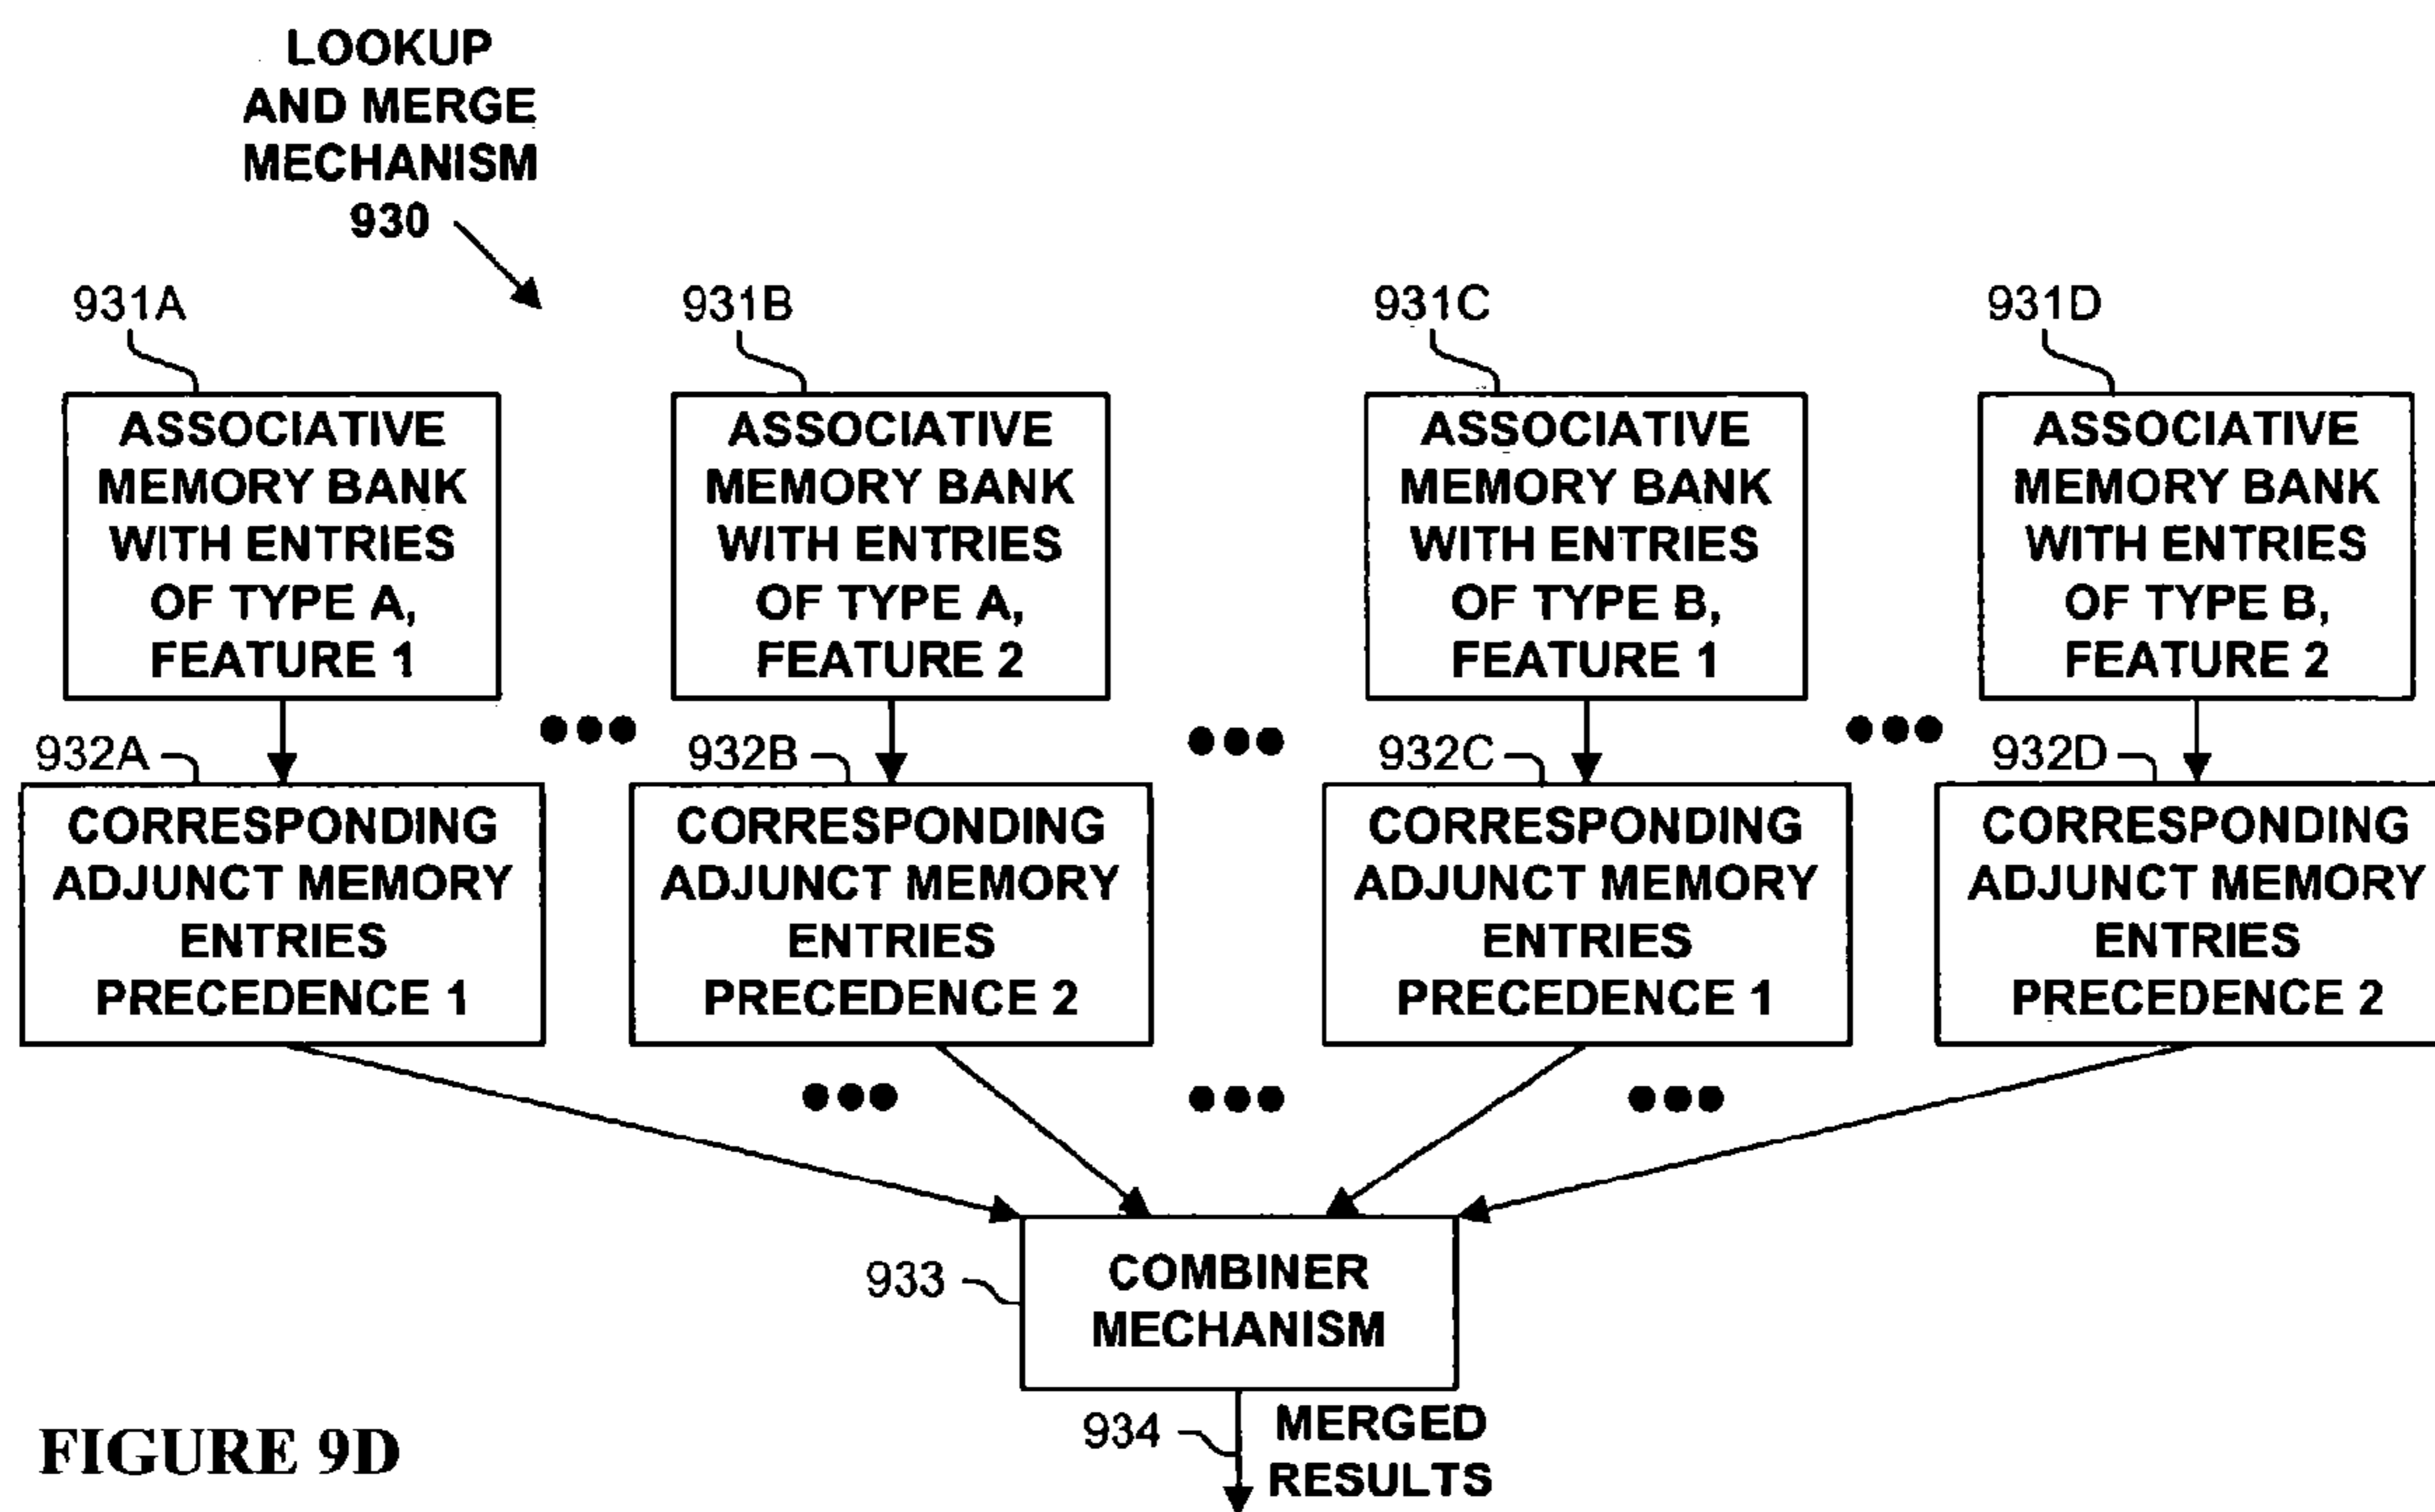 LOOKUP
AND MERGE
MECHANISM
930
931A
931B
931C
931D
ASSOCIATIVE
MEMORY BANK
WITH ENTRIES
OF TYPE A,
FEATURE 1
ASSOCIATIVE
MEMORY BANK
WITH ENTRIES
OF TYPE A,
FEATURE 2
ASSOCIATIVE
MEMORY BANK
WITH ENTRIES
OF TYPE B,
FEATURE 1
ASSOCIATIVE
MEMORY BANK
WITH ENTRIES
OF TYPE B,
FEATURE 2
932A
932B
932C
932D
CORRESPONDING
ADJUNCT MEMORY
ENTRIES
PRECEDENCE 1
CORRESPONDING
ADJUNCT MEMORY
ENTRIES
PRECEDENCE 2
CORRESPONDING
ADJUNCT MEMORY
ENTRIES
PRECEDENCE 1
CORRESPONDING
ADJUNCT MEMORY
ENTRIES
PRECEDENCE 2
933
COMBINER
MECHANISM
934
MERGED
RESULTS
FIGURE 9D